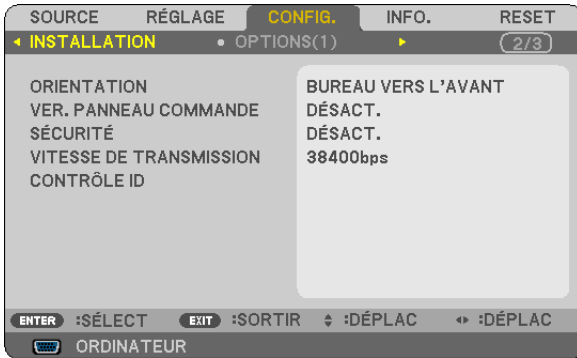 SOURCE RÉGLAGE CONFIG. INFO. RESET
INSTALLATION • OPTIONS(1) 2/3
ORIENTATION BUREAU VERS L'AVANT
VER. PANNEAU COMMANDE DÉSACT.
SÉCURITÉ DÉSACT.
VITESSE DE TRANSMISSION 38400bps
CONTRÔLE ID
ENTER :SÉLECT EXIT :SORTIR :DÉPLAC :DÉPLAC
ORDINATEUR